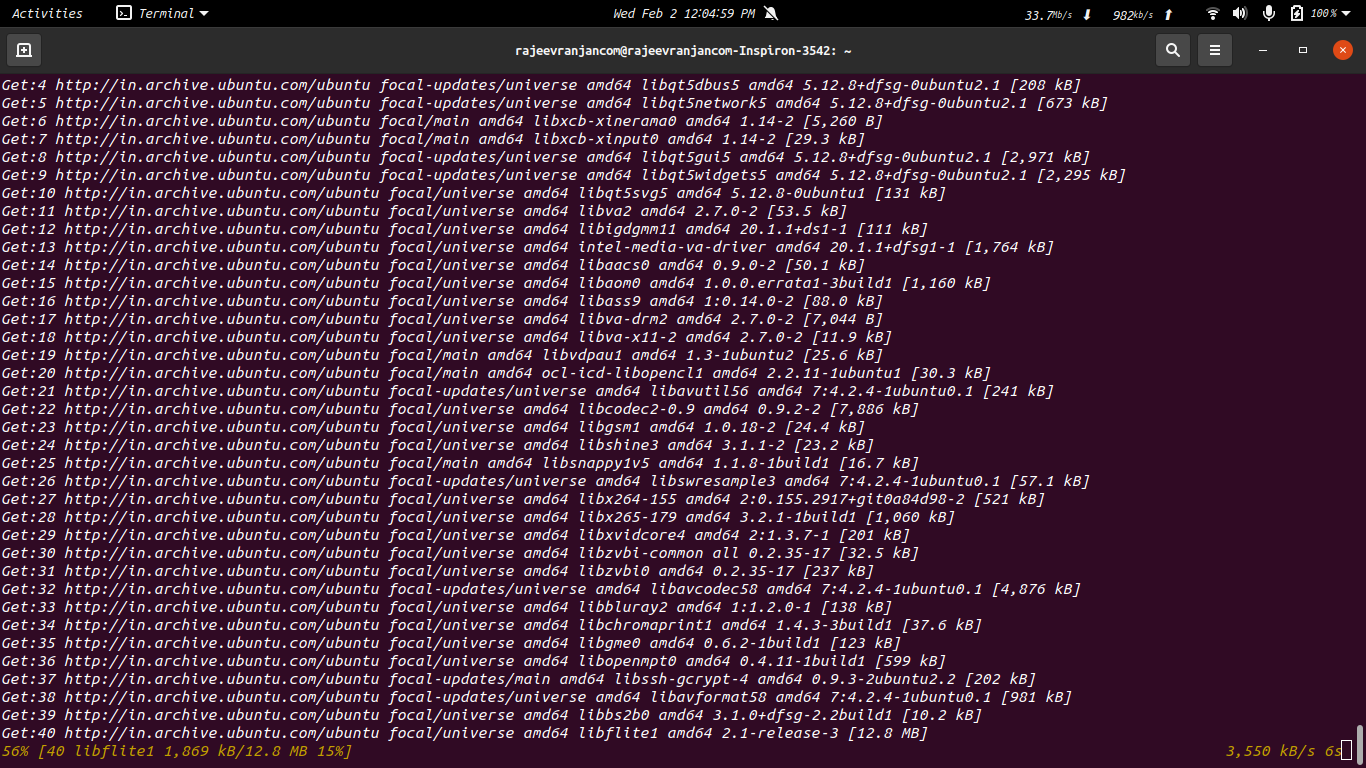 Activities Terminal Wed Feb 2 12:04:59 PM 33.7Mb/s 982kb/s 100%
rajeevranjancom@rajeevranjancom-Inspiron-3542: ~
Get:4 http://in.archive.ubuntu.com/ubuntu focal-updates/universe amd64 libqt5dbus5 amd64 5.12.8+dfsg-0ubuntu2.1 [208 kB]
Get:5 http://in.archive.ubuntu.com/ubuntu focal-updates/universe amd64 libqt5network5 amd64 5.12.8+dfsg-0ubuntu2.1 [673 kB]
Get:6 http://in.archive.ubuntu.com/ubuntu focal/main amd64 libxcb-xinerama0 amd64 1.14-2 [5,260 B]
Get:7 http://in.archive.ubuntu.com/ubuntu focal/main amd64 libxcb-xinput0 amd64 1.14-2 [29.3 kB]
Get:8 http://in.archive.ubuntu.com/ubuntu focal-updates/universe amd64 libqt5gui5 amd64 5.12.8+dfsg-0ubuntu2.1 [2,971 kB]
Get:9 http://in.archive.ubuntu.com/ubuntu focal-updates/universe amd64 libqt5widgets5 amd64 5.12.8+dfsg-0ubuntu2.1 [2,295 kB]
Get:10 http://in.archive.ubuntu.com/ubuntu focal/universe amd64 libqt5svg5 amd64 5.12.8-0ubuntu1 [131 kB]
Get:11 http://in.archive.ubuntu.com/ubuntu focal/universe amd64 libva2 amd64 2.7.0-2 [53.5 kB]
Get:12 http://in.archive.ubuntu.com/ubuntu focal/universe amd64 libigdgmm11 amd64 20.1.1+ds1-1 [111 kB]
Get:13 http://in.archive.ubuntu.com/ubuntu focal/universe amd64 intel-media-va-driver amd64 20.1.1+dfsg1-1 [1,764 kB]
Get:14 http://in.archive.ubuntu.com/ubuntu focal/universe amd64 libaacs0 amd64 0.9.0-2 [50.1 kB]
Get:15 http://in.archive.ubuntu.com/ubuntu focal/universe amd64 libaom0 amd64 1.0.0.errata1-3build1 [1,160 kB]
Get:16 http://in.archive.ubuntu.com/ubuntu focal/universe amd64 libass9 amd64 1:0.14.0-2 [88.0 kB]
Get:17 http://in.archive.ubuntu.com/ubuntu focal/universe amd64 libva-drm2 amd64 2.7.0-2 [7,044 B]
Get:18 http://in.archive.ubuntu.com/ubuntu focal/universe amd64 libva-x11-2 amd64 2.7.0-2 [11.9 kB]
Get:19 http://in.archive.ubuntu.com/ubuntu focal/main amd64 libvdpau1 amd64 1.3-1ubuntu2 [25.6 kB]
Get:20 http://in.archive.ubuntu.com/ubuntu focal/main amd64 ocl-icd-libopencl1 amd64 2.2.11-1ubuntu1 [30.3 kB]
Get:21 http://in.archive.ubuntu.com/ubuntu focal-updates/universe amd64 libavutil56 amd64 7:4.2.4-1ubuntu0.1 [241 kB]
Get:22 http://in.archive.ubuntu.com/ubuntu focal/universe amd64 libcodec2-0.9 amd64 0.9.2-2 [7,886 kB]
Get:23 http://in.archive.ubuntu.com/ubuntu focal/universe amd64 libgsm1 amd64 1.0.18-2 [24.4 kB]
Get:24 http://in.archive.ubuntu.com/ubuntu focal/universe amd64 libshine3 amd64 3.1.1-2 [23.2 kB]
Get:25 http://in.archive.ubuntu.com/ubuntu focal/main amd64 libsnappy1v5 amd64 1.1.8-1build1 [16.7 kB]
Get:26 http://in.archive.ubuntu.com/ubuntu focal-updates/universe amd64 libswresample3 amd64 7:4.2.4-1ubuntu0.1 [57.1 kB]
Get:27 http://in.archive.ubuntu.com/ubuntu focal/universe amd64 libx264-155 amd64 2:0.155.2917+git0a84d98-2 [521 kB]
Get:28 http://in.archive.ubuntu.com/ubuntu focal/universe amd64 libx265-179 amd64 3.2.1-1build1 [1,060 kB]
Get:29 http://in.archive.ubuntu.com/ubuntu focal/universe amd64 libxvidcore4 amd64 2:1.3.7-1 [201 kB]
Get:30 http://in.archive.ubuntu.com/ubuntu focal/universe amd64 libzvbi-common all 0.2.35-17 [32.5 kB]
Get:31 http://in.archive.ubuntu.com/ubuntu focal/universe amd64 libzvbi0 amd64 0.2.35-17 [237 kB]
Get:32 http://in.archive.ubuntu.com/ubuntu focal-updates/universe amd64 libavcodec58 amd64 7:4.2.4-1ubuntu0.1 [4,876 kB]
Get:33 http://in.archive.ubuntu.com/ubuntu focal/universe amd64 libbluray2 amd64 1:1.2.0-1 [138 kB]
Get:34 http://in.archive.ubuntu.com/ubuntu focal/universe amd64 libchromaprint1 amd64 1.4.3-3build1 [37.6 kB]
Get:35 http://in.archive.ubuntu.com/ubuntu focal/universe amd64 libgme0 amd64 0.6.2-1build1 [123 kB]
Get:36 http://in.archive.ubuntu.com/ubuntu focal/universe amd64 libopenmpt0 amd64 0.4.11-1build1 [599 kB]
Get:37 http://in.archive.ubuntu.com/ubuntu focal-updates/main amd64 libssh-gcrypt-4 amd64 0.9.3-2ubuntu2.2 [202 kB]
Get:38 http://in.archive.ubuntu.com/ubuntu focal-updates/universe amd64 libavformat58 amd64 7:4.2.4-1ubuntu0.1 [981 kB]
Get:39 http://in.archive.ubuntu.com/ubuntu focal/universe amd64 libbs2b0 amd64 3.1.0+dfsg-2.2build1 [10.2 kB]
Get:40 http://in.archive.ubuntu.com/ubuntu focal/universe amd64 libflite1 amd64 2.1-release-3 [12.8 MB]
56% [40 libflite1 1,869 kB/12.8 MB 15%] 3,550 kB/s 6s